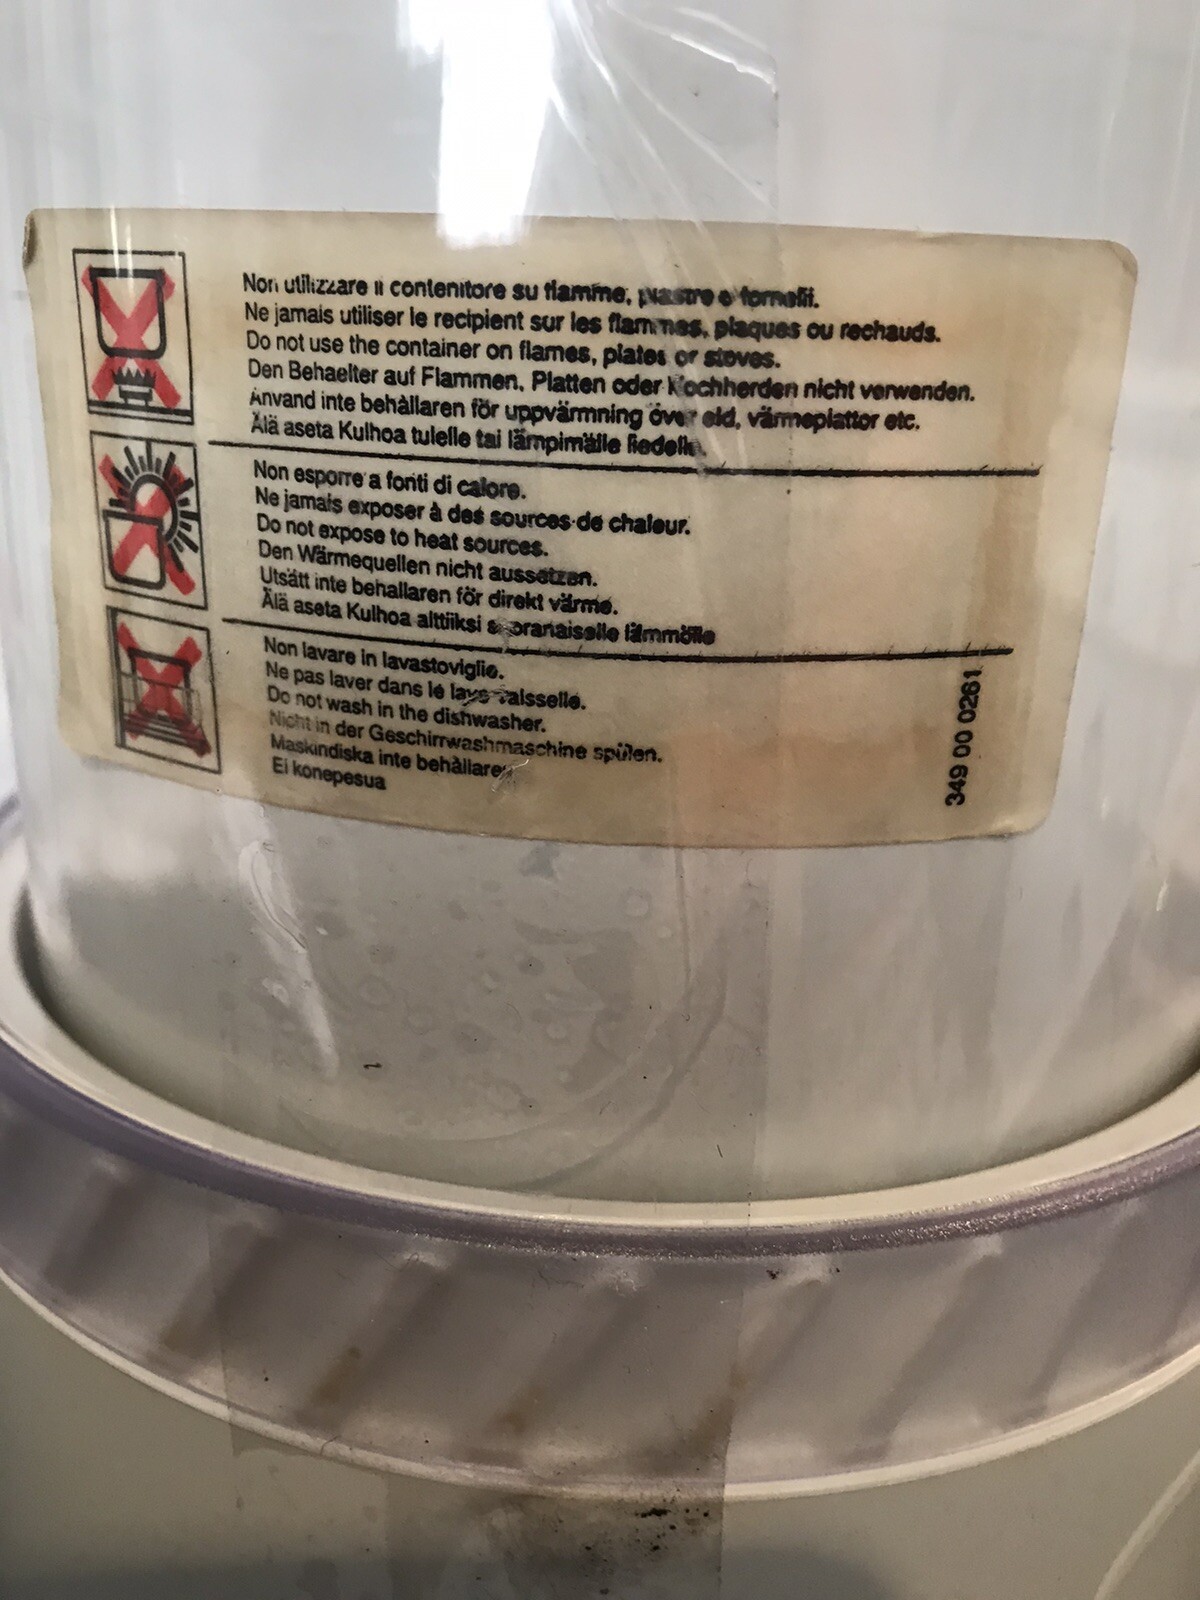 Non utilizzare il contenitore su fiamme, piastre o fornelli.
Ne jamais utiliser le recipient sur les flammes, plaques ou rechauds.
Do not use the container on flames, plates or stoves.
Den Behaelter auf Flammen, Platten oder Kochherden nicht verwenden.
Anvand inte behàllaren för uppvärmning över eld, värmeplattor etc.
Älä aseta Kulhoa tulelle tai lämpimälle
Non esporre a fonti di calore.
Ne jamais exposer à des sources de chaleur.
Do not expose to heat sources.
Den Wärmequellen nicht aussetzen.
Utsätt inte behallaren för direkt värme.
Älä aseta Kulhoa alttiiksi
Non lavare in lavastoviglie.
Ne pas laver dans le lave vaisselle.
Do not wash in the dishwasher.
Nicht in der Geschirrwashmaschine spülen.
Maskindiska inte behàllaren
Ei konepesua
349 00 0261